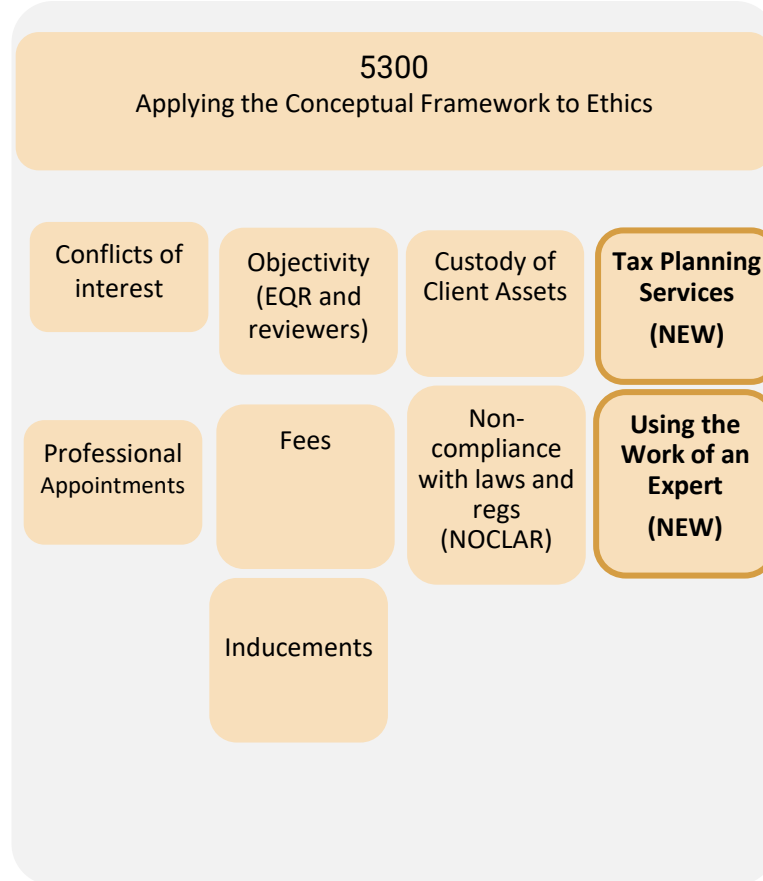 5300
Applying the Conceptual Framework to Ethics
Conflicts of
interest
Objectivity
(EQR and
reviewers)
Custody of
Client Assets
Tax Planning
Services
(NEW)
Professional
Appointments
Fees
Non-
compliance
with laws and
regs
(NOCLAR)
Using the
Work of an
Expert
(NEW)
Inducements